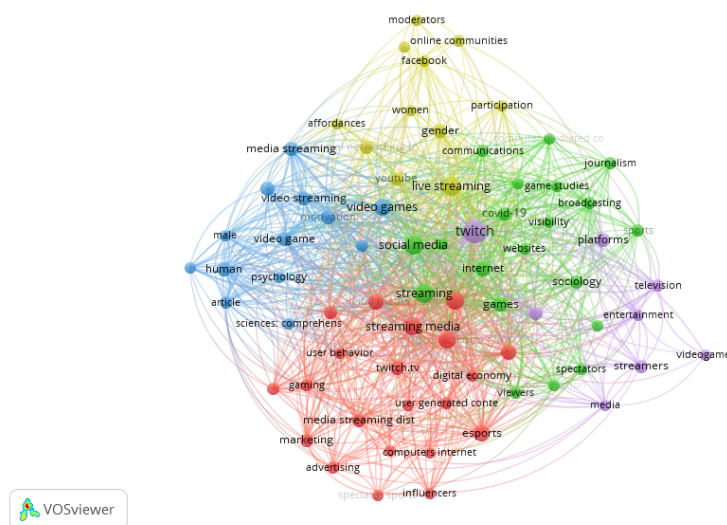 moderators
online communities
facebook
women
participation
affordances
gender
media streaming
communications
journalism
youtube
live streaming
game studies
video streaming
video games
broadcasting
motivation
covid-19
visibility
male
video game
social media
twitch
platforms
sports
websites
human
psychology
internet
sociology
television
article
streaming
games
entertainment
sciences: comprehens
streaming media
user behavior
videogame
twitch.tv
digital economy
spectators
streamers
gaming
viewers
user generated conte
media
media streaming dist
esports
marketing
computers internet
advertising
influencers
VOSviewer